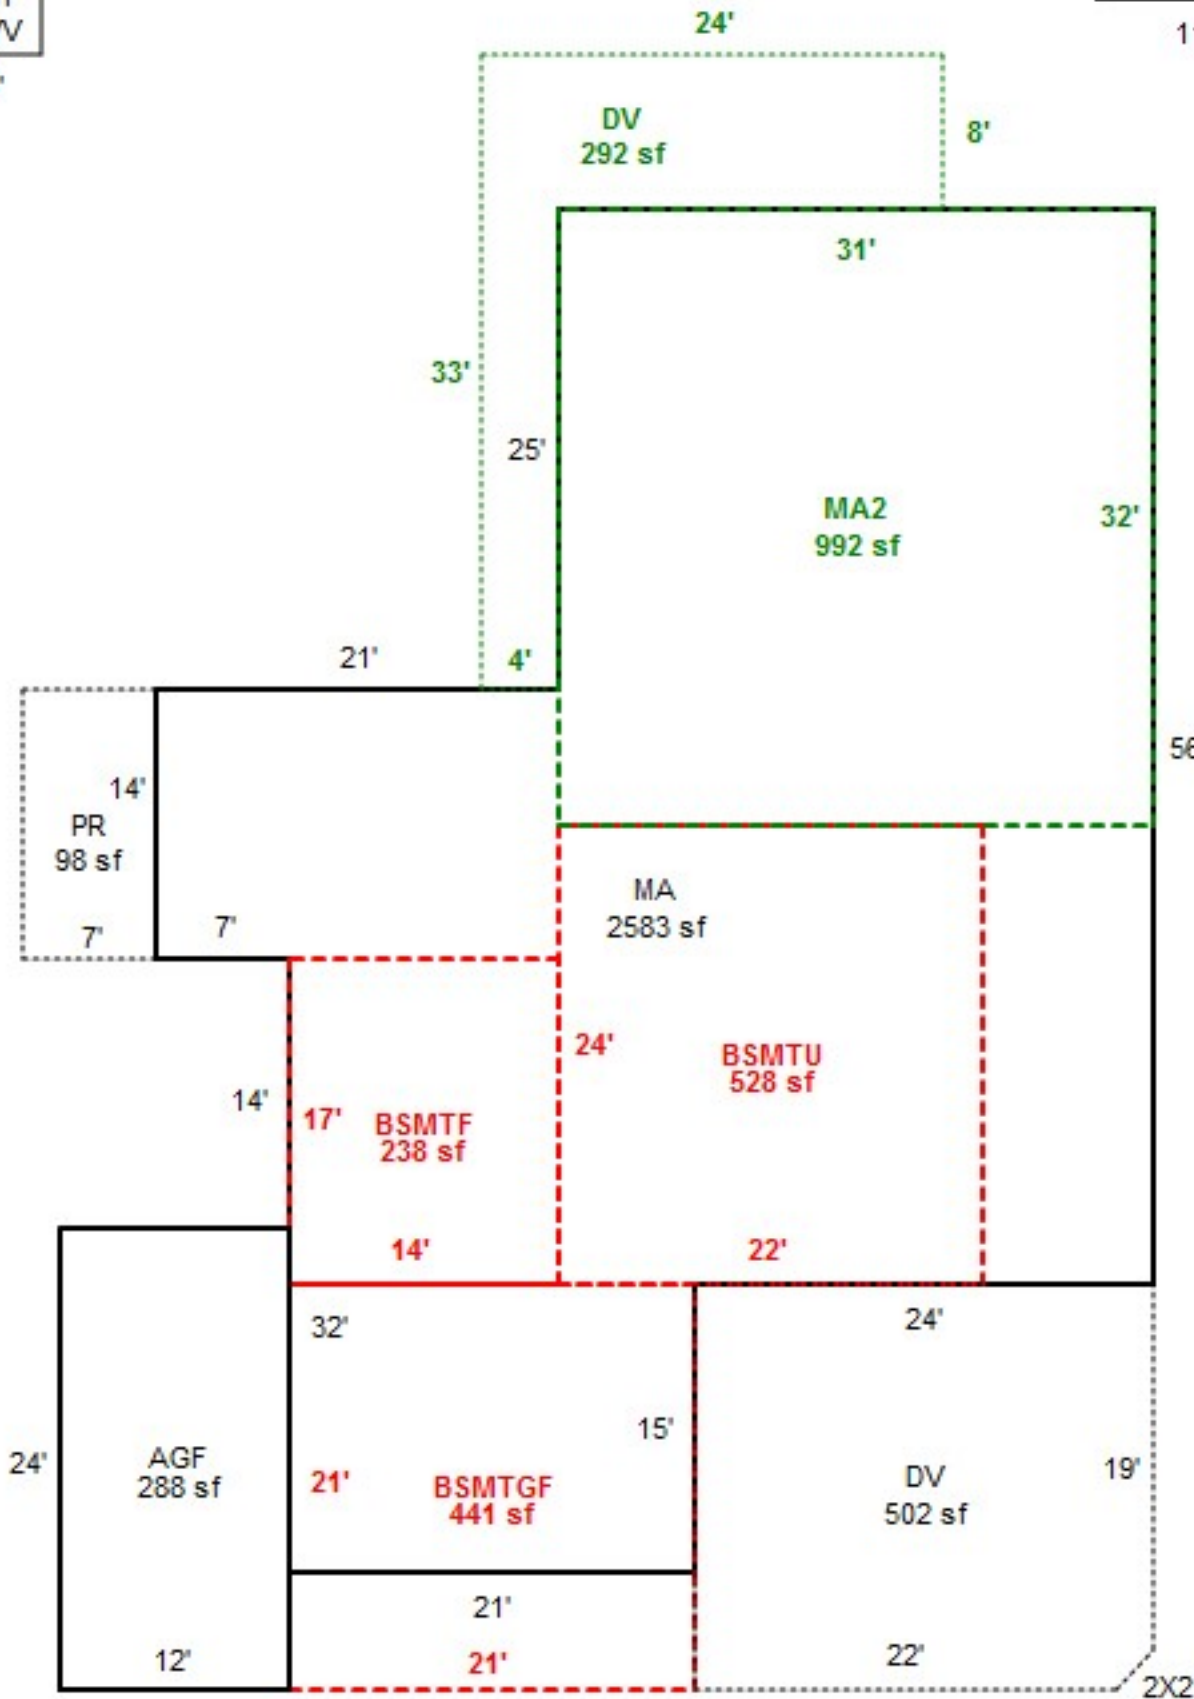 24'
DV
292 sf
8'
31'
33'
25'
MA2
992 sf
32'
21'
4'
14'
PR
98 sf
7'
7'
MA
2583 sf
24'
BSMTU
528 sf
14'
17'
BSMTF
238 sf
14'
22'
32'
24'
15'
AGF
288 sf
24'
21'
BSMTGF
441 sf
DV
502 sf
19'
21'
12'
21'
22'
2X2